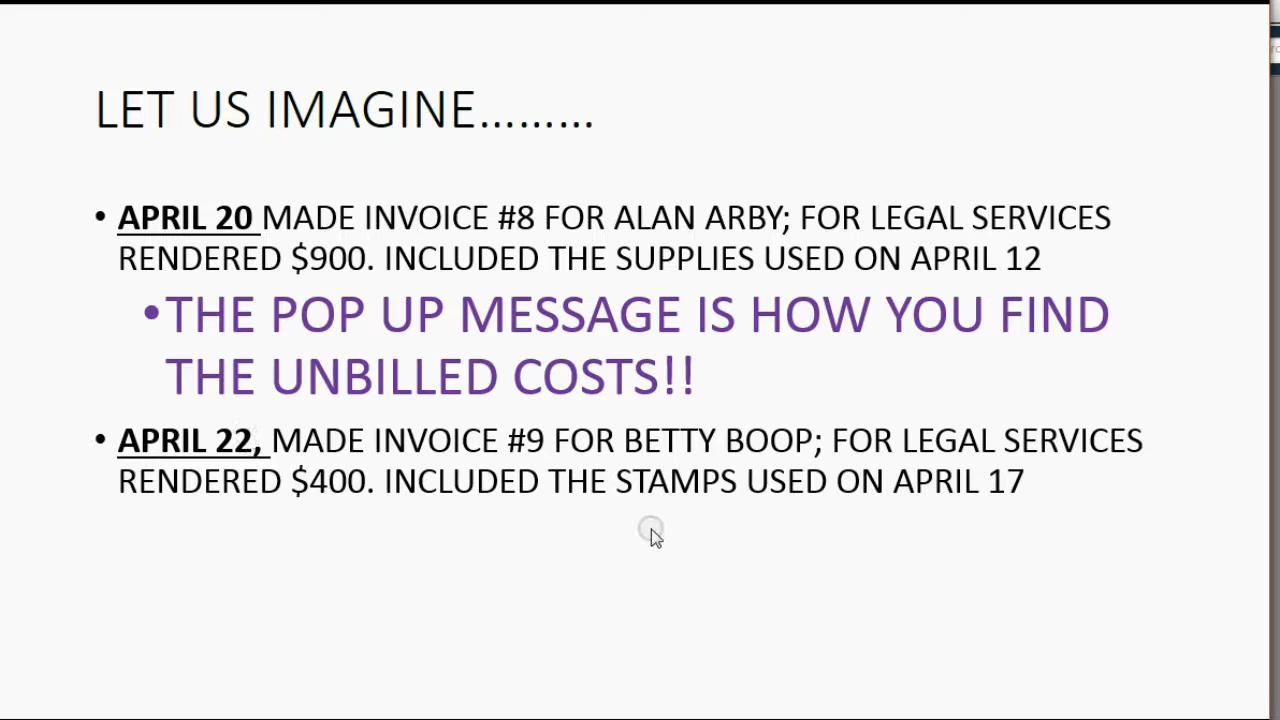 LET US IMAGINE.........
• APRIL 20 MADE INVOICE #8 FOR ALAN ARBY; FOR LEGAL SERVICES
RENDERED $900. INCLUDED THE SUPPLIES USED ON APRIL 12
•THE POP UP MESSAGE IS HOW YOU FIND
THE UNBILLED COSTS!!
• APRIL 22, MADE INVOICE #9 FOR BETTY BOOP; FOR LEGAL SERVICES
RENDERED $400. INCLUDED THE STAMPS USED ON APRIL 17